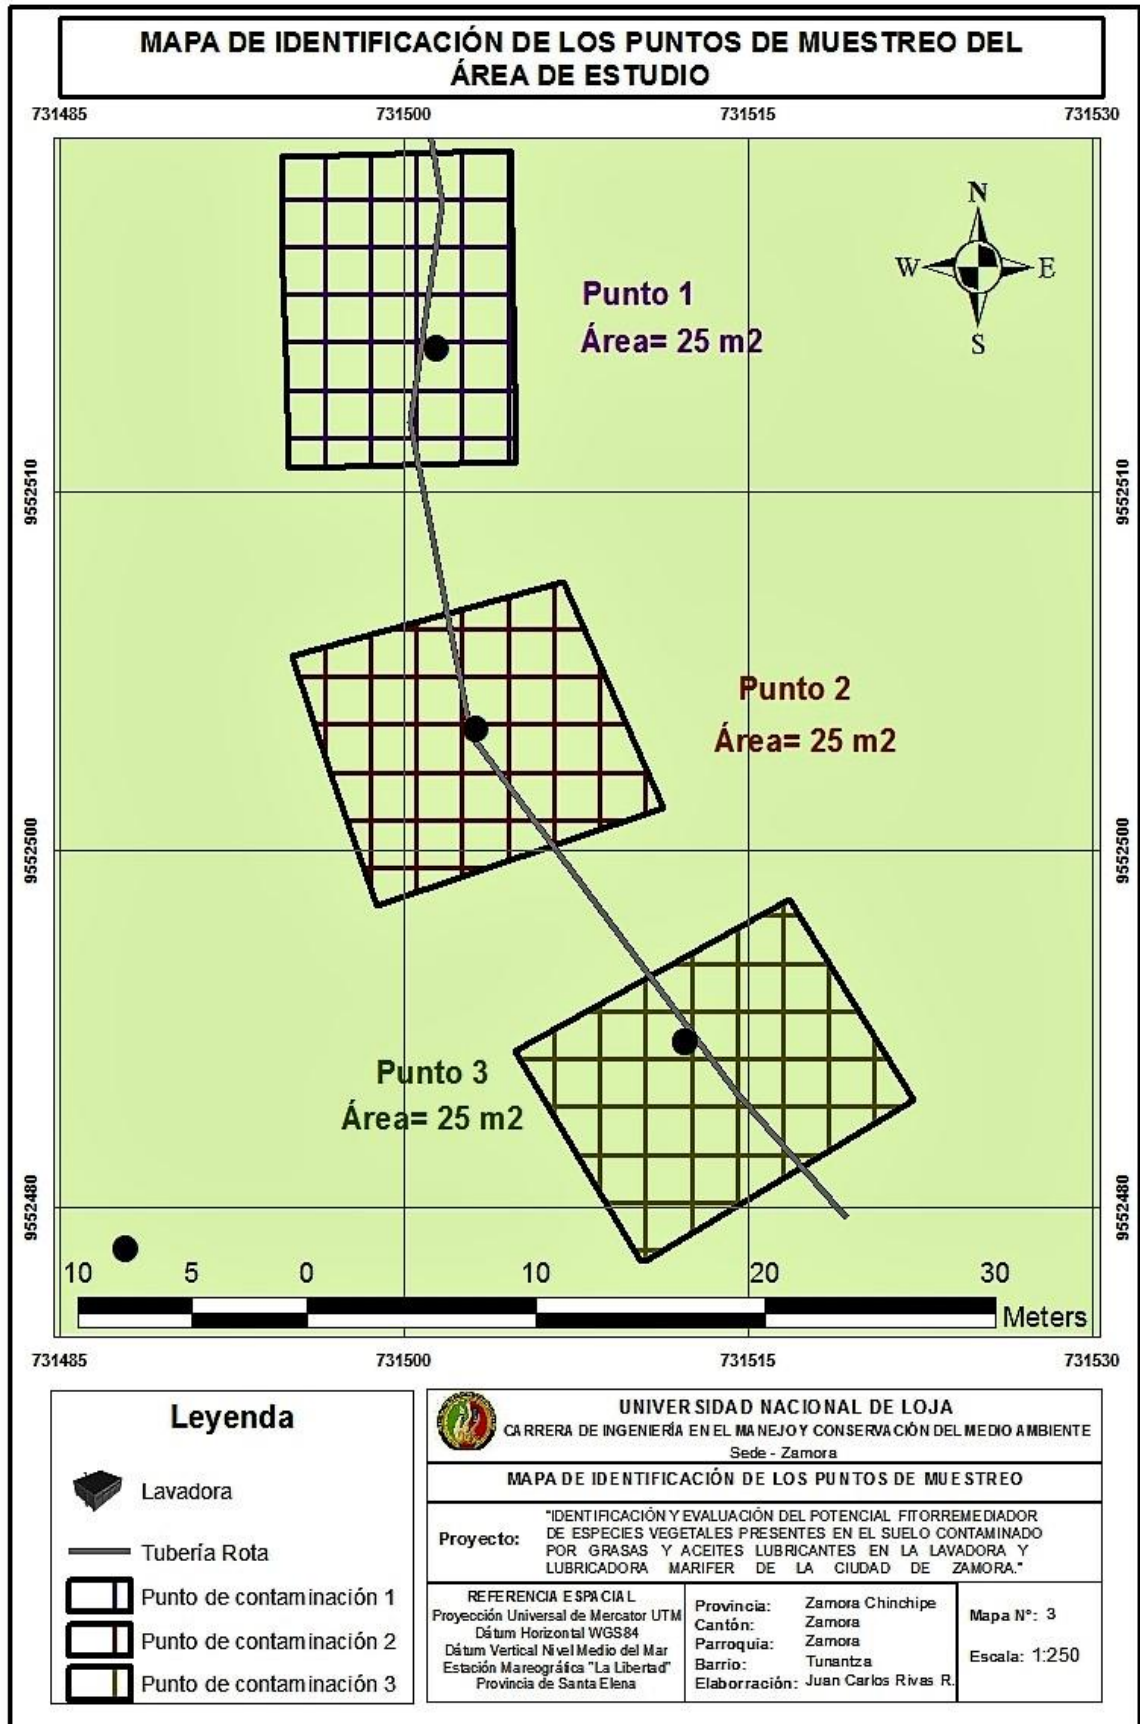 MAPA DE IDENTIFICACIÓN DE LOS PUNTOS DE MUESTREO DEL
ÁREA DE ESTUDIO
731485 731500 731515 731530
N
W E
S
Punto 1
Área= 25 m2
9552510 9552510
Punto 2
Área= 25 m2
9552500 9552500
Punto 3
Área= 25 m2
9552480 9552480
10 5 0 10 20 30
Meters
731485 731500 731515 731530
Leyenda
Lavadora
Tubería Rota
Punto de contaminación 1
Punto de contaminación 2
Punto de contaminación 3
UNIVERSIDAD NACIONAL DE LOJA
CARRERA DE INGENIERÍA EN EL MANEJO Y CONSERVACIÓN DEL MEDIO AMBIENTE
Sede - Zamora
MAPA DE IDENTIFICACIÓN DE LOS PUNTOS DE MUESTREO
Proyecto:
"IDENTIFICACIÓN Y EVALUACIÓN DEL POTENCIAL FITORREMEDIADOR
DE ESPECIES VEGETALES PRESENTES EN EL SUELO CONTAMINADO
POR GRASAS Y ACEITES LUBRICANTES EN LA LAVADORA Y
LUBRICADORA MARIFER DE LA CIUDAD DE ZAMORA."
REFERENCIA ESPACIAL
Proyección Universal de Mercator UTM
Dátum Horizontal WGS84
Dátum Vertical Nivel Medio del Mar
Estación Mareográfica "La Libertad"
Provincia de Santa Elena
Provincia: Zamora Chinchipe
Cantón: Zamora
Parroquia: Zamora
Barrio: Tunantza
Elaboración: Juan Carlos Rivas R.
Mapa N°: 3
Escala: 1:250